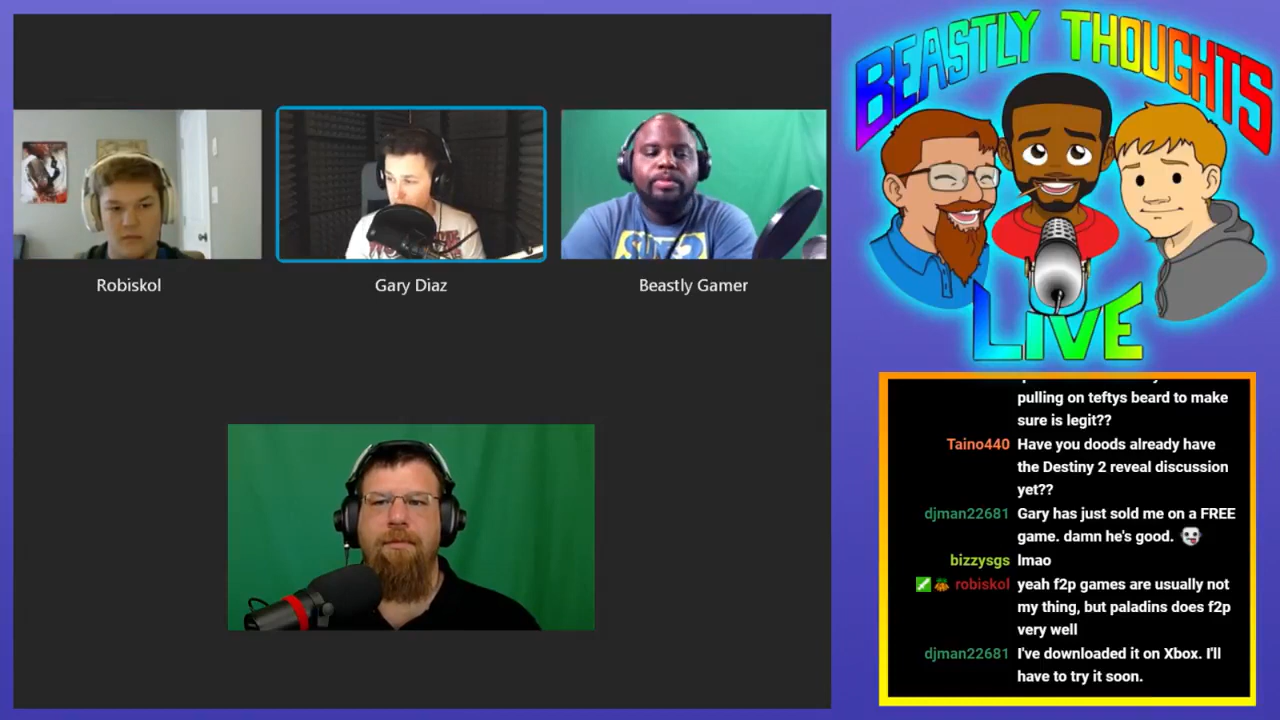 BEASTLY THOUGHTS
LIVE
Robiskol
Gary Diaz
Beastly Gamer
pulling on teftys beard to make
sure is legit??
Taino440 Have you doods already have
the Destiny 2 reveal discussion
yet??
djman22681 Gary has just sold me on a FREE
game. damn he's good.
bizzysgs lmao
robiskol yeah f2p games are usually not
my thing, but paladins does f2p
very well
djman22681 I've downloaded it on Xbox. I'll
have to try it soon.